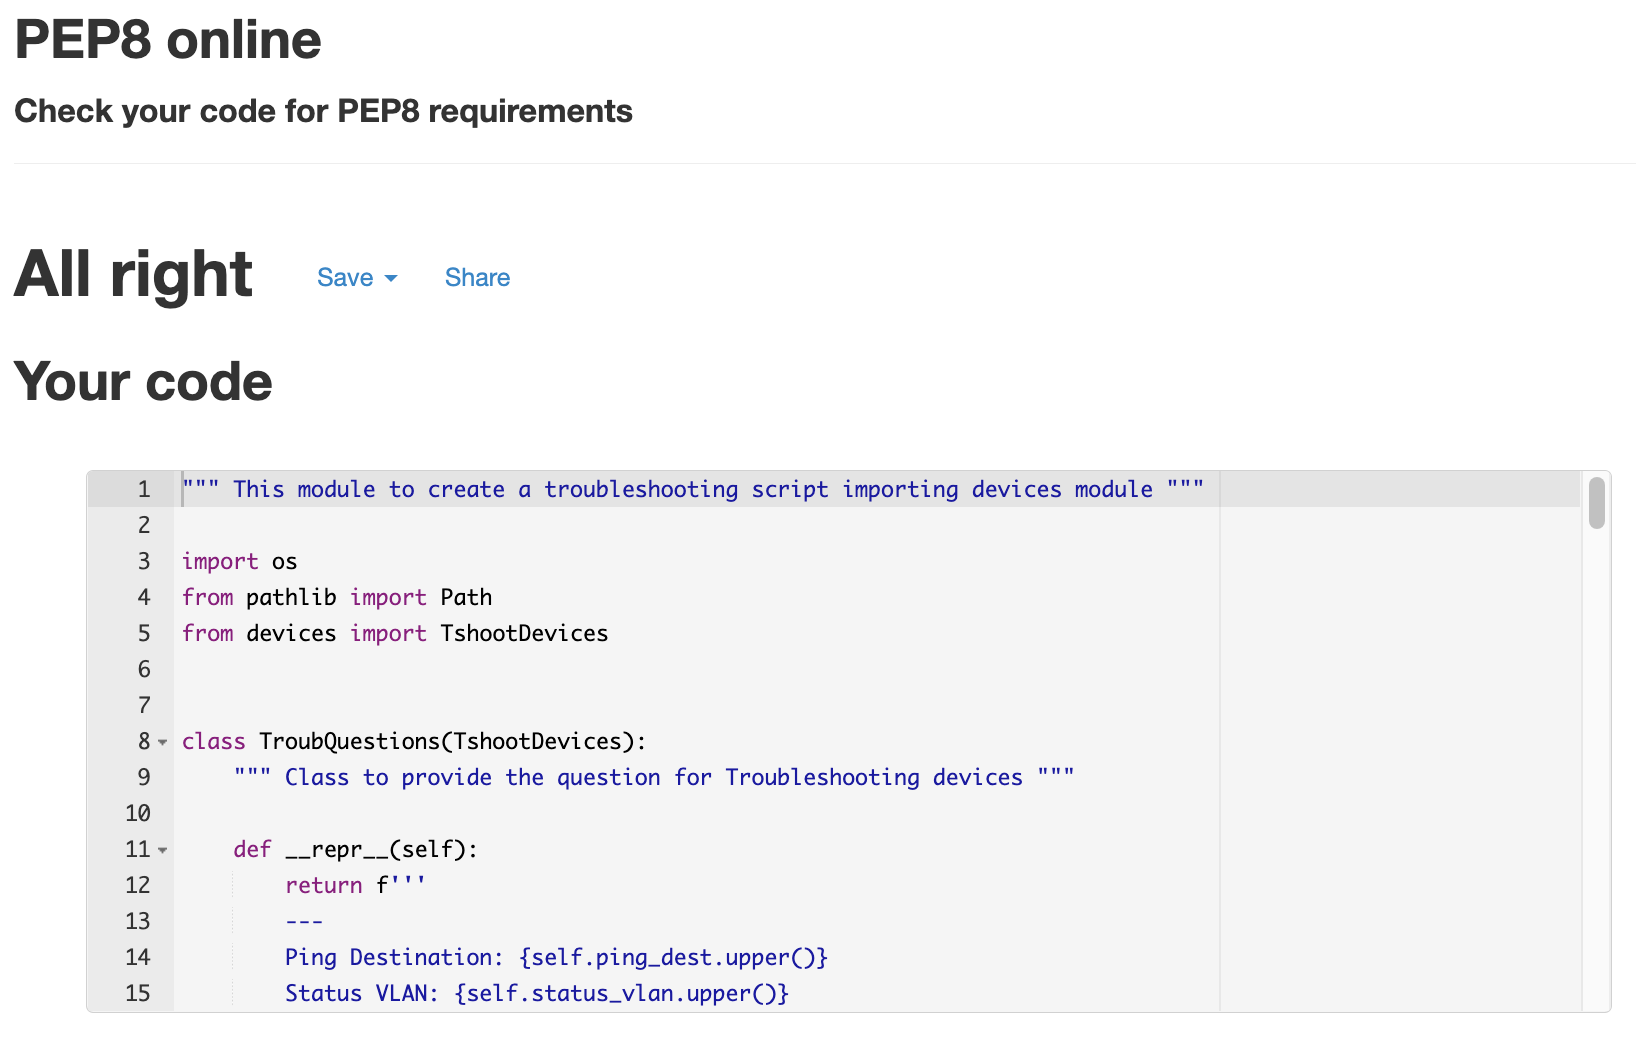 PEP8 online
Check your code for PEP8 requirements
All right Save Share
Your code
1 """ This module to create a troubleshooting script importing devices module """
2
3 import os
4 from pathlib import Path
5 from devices import TshootDevices
6
7
8 class TroubQuestions(TshootDevices):
9     """ Class to provide the question for Troubleshooting devices """
10
11     def __repr__(self):
12         return f'''
13         ---
14         Ping Destination: {self.ping_dest.upper()}
15         Status VLAN: {self.status_vlan.upper()}